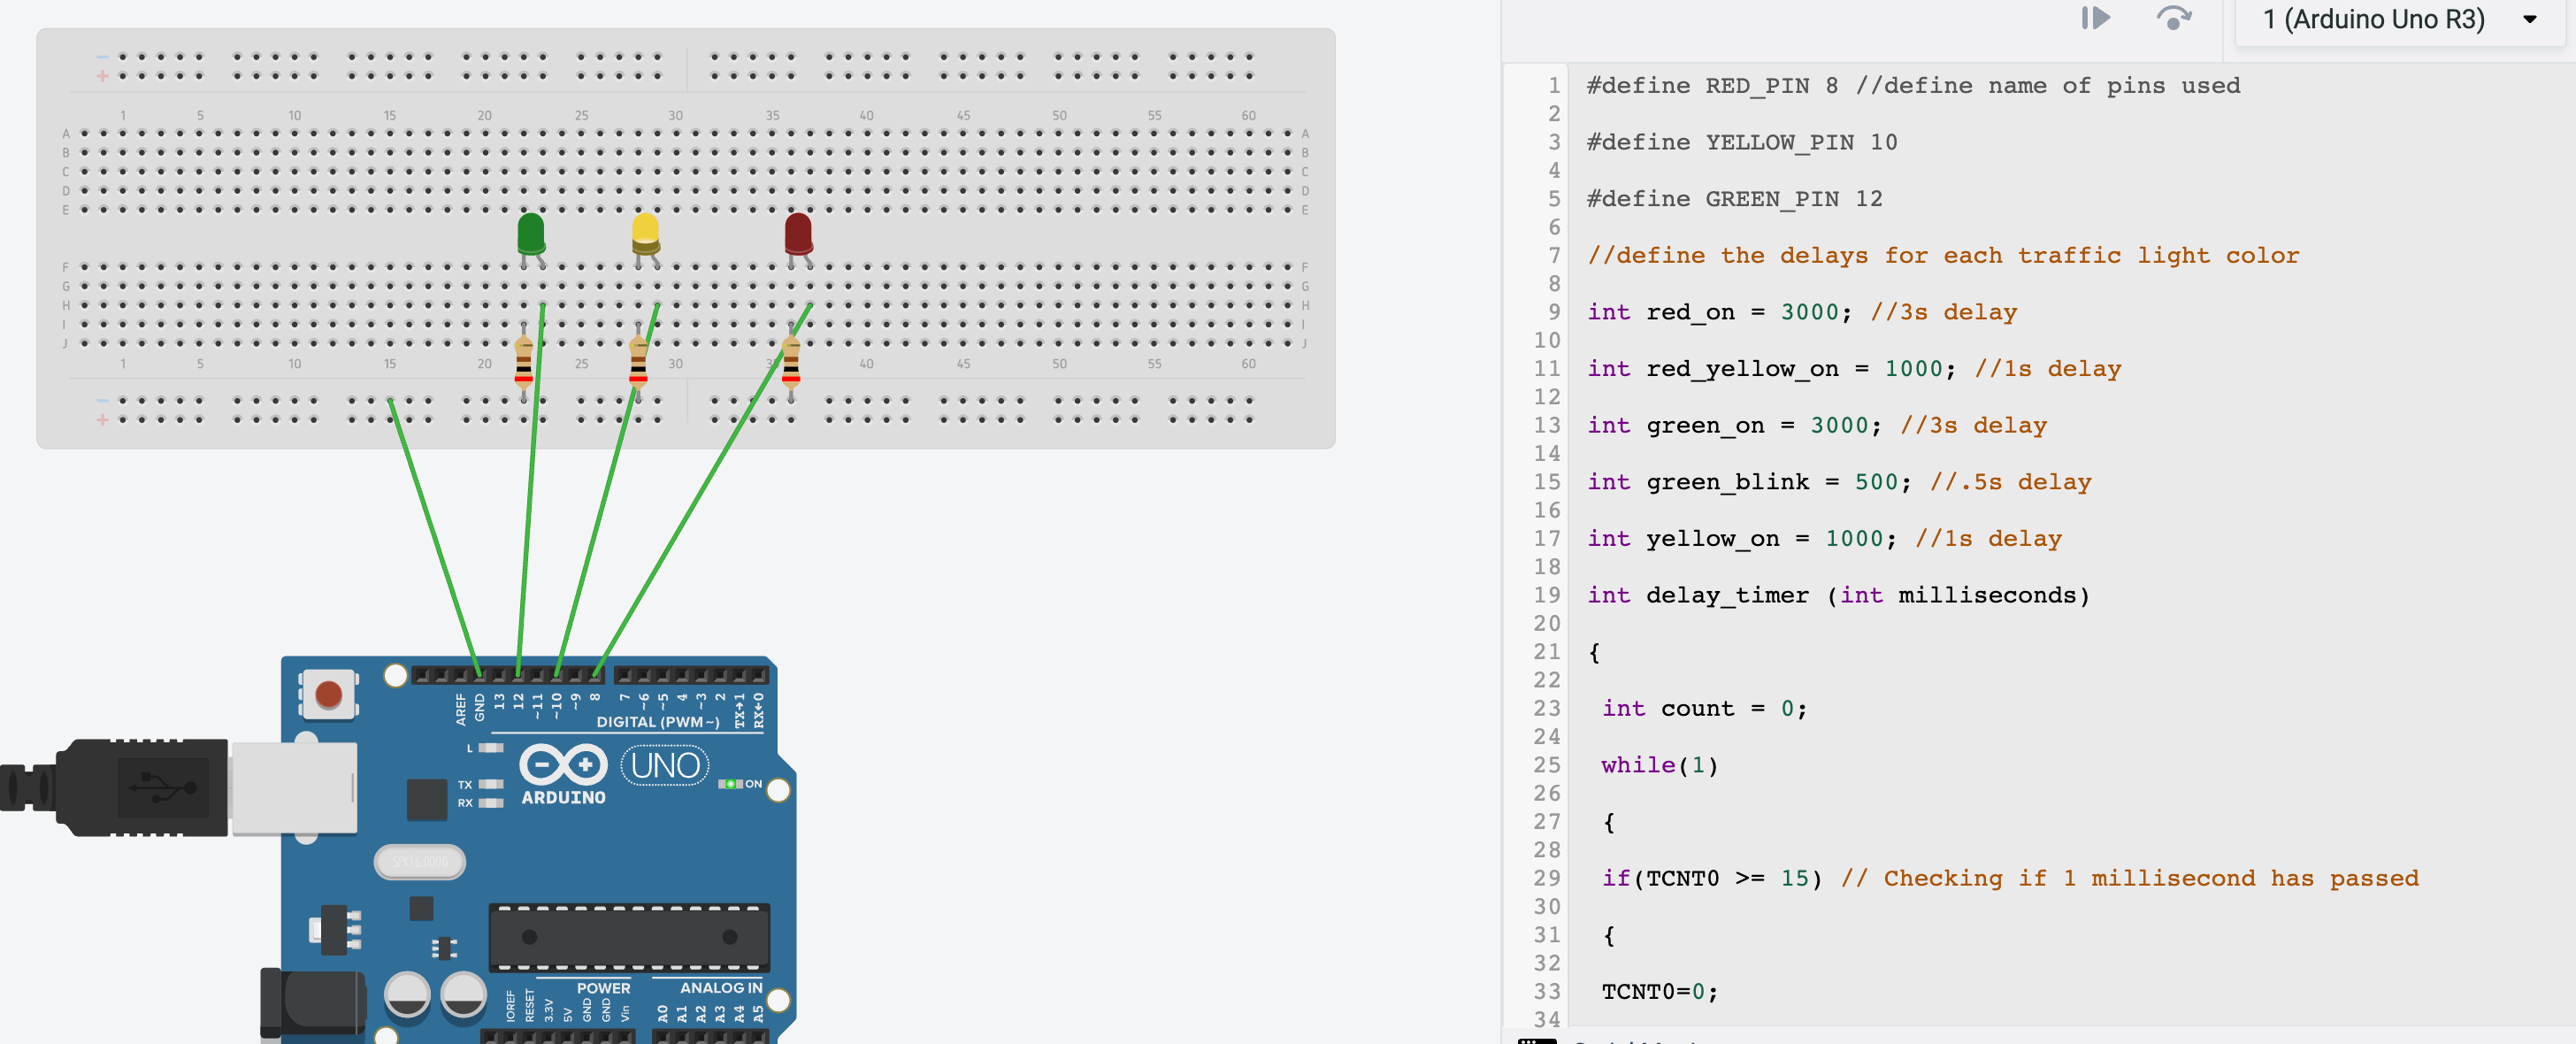 1 (Arduino Uno R3)
1 5 10 15 20 25 30 35 40 45 50 55 60
A A
B B
C C
D D
E E
F F
G G
H H
I I
J J
1 5 10 15 20 25 30 40 45 50 55 60
AREF GND 13 12 ~11 ~10 ~9 8 7 ~6 ~5 4 ~3 2 TX→1 RX←0
DIGITAL (PWM~)
L
TX
RX
UNO
ON
ARDUINO
SPK16.000G
POWER
ANALOG IN
IOREF RESET 3.3V 5V GND GND Vin A0 A1 A2 A3 A4 A5
1 #define RED_PIN 8 //define name of pins used
2
3 #define YELLOW_PIN 10
4
5 #define GREEN_PIN 12
6
7 //define the delays for each traffic light color
8
9 int red_on = 3000; //3s delay
10
11 int red_yellow_on = 1000; //1s delay
12
13 int green_on = 3000; //3s delay
14
15 int green_blink = 500; //.5s delay
16
17 int yellow_on = 1000; //1s delay
18
19 int delay_timer (int milliseconds)
20
21 {
22
23 int count = 0;
24
25 while(1)
26
27 {
28
29 if(TCNT0 >= 15) // Checking if 1 millisecond has passed
30
31 {
32
33 TCNT0=0;
34